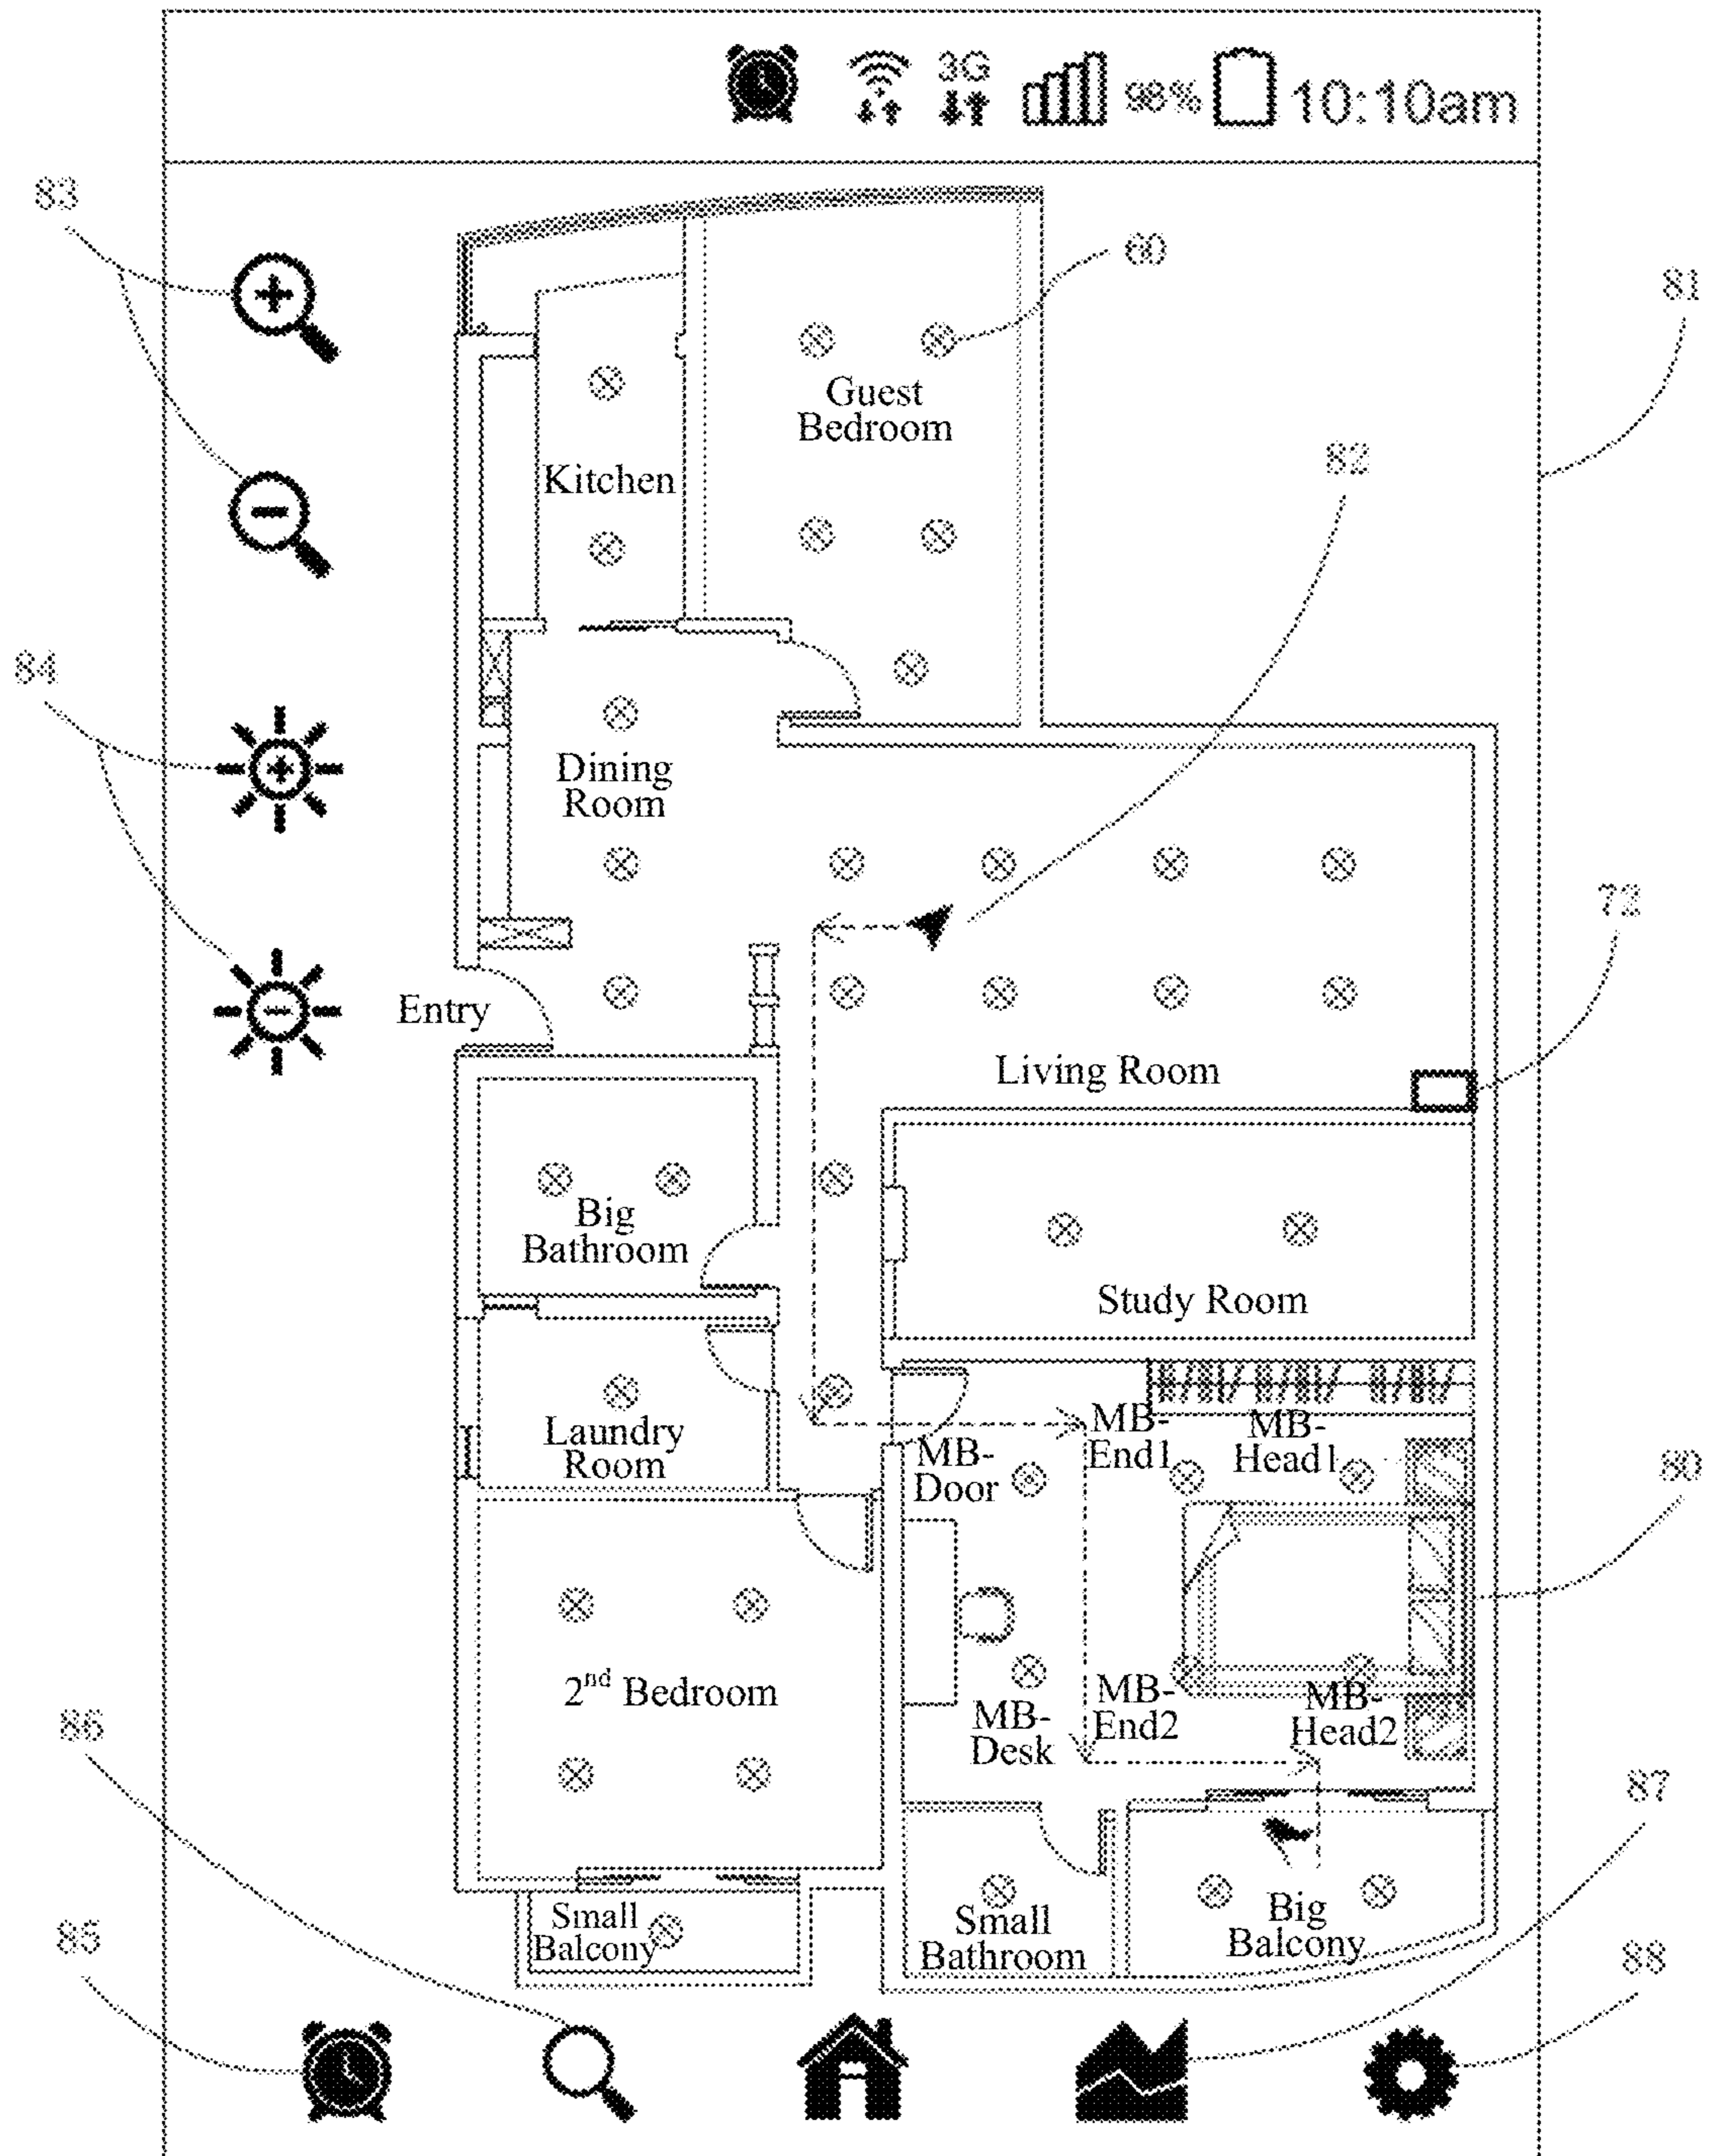 3G
98%
10:10am
83
60
81
Guest
Bedroom
82
Kitchen
84
Dining
Room
72
Entry
Living Room
Big
Bathroom
Study Room
MB-
End1
MB-
Head1
Laundry
Room
MB-
Door
80
2nd Bedroom
MB-
End2
MB-
Head2
MB-
Desk
86
87
Small
Balcony
Small
Bathroom
Big
Balcony
85
88